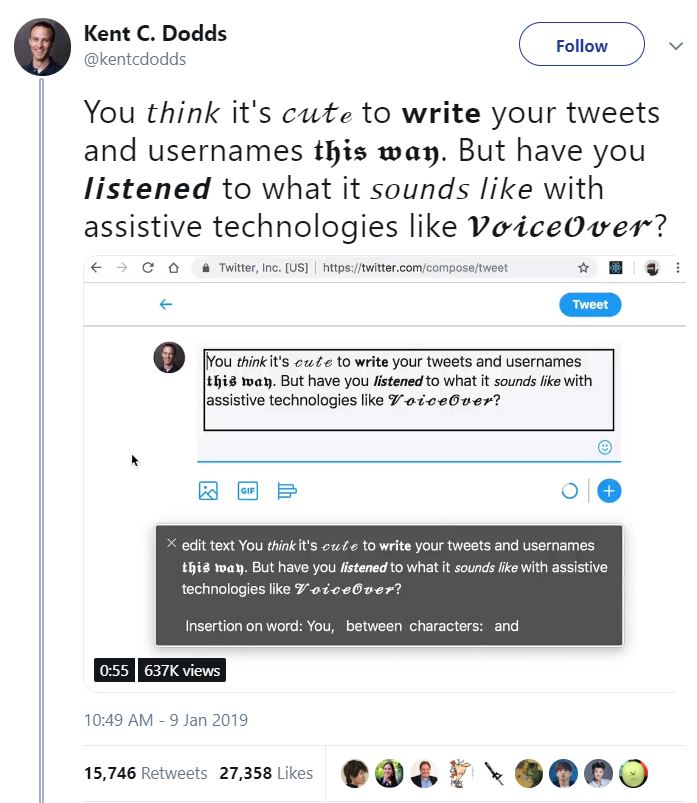 Kent C. Dodds
@kentcdodds
Follow
You think it's cute to write your tweets
and usernames this way. But have you
listened to what it sounds like with
assistive technologies like VoiceOver?
Twitter, Inc. [US] | https://twitter.com/compose/tweet
Tweet
You think it's cute to write your tweets and usernames
this way. But have you listened to what it sounds like with
assistive technologies like VoiceOver?
GIF
× edit text You think it's cute to write your tweets and usernames
this way. But have you listened to what it sounds like with assistive
technologies like VoiceOver?
Insertion on word: You, between characters: and
0:55 637K views
10:49 AM - 9 Jan 2019
15,746 Retweets 27,358 Likes